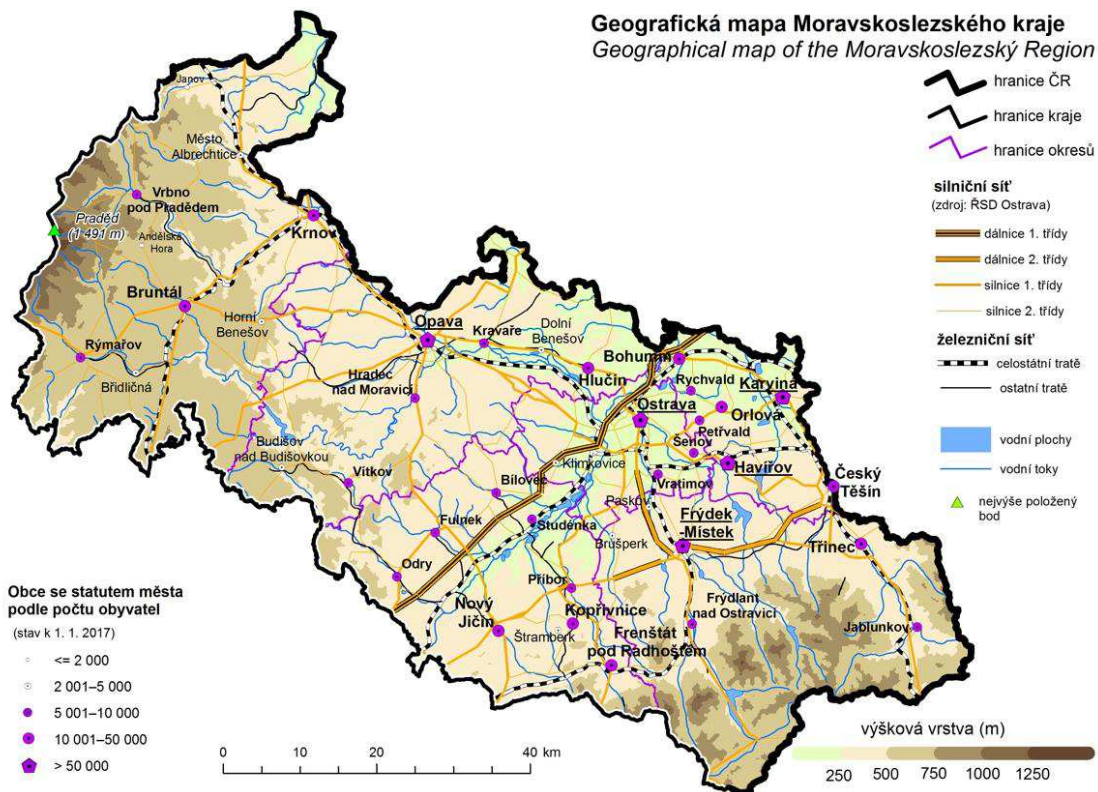 Geografická mapa Moravskoslezského kraje
Geographical map of the Moravskoslezský Region
hranice ČR
hranice kraje
hranice okresů
silniční síť
(zdroj: ŘSD Ostrava)
dálnice 1. třídy
dálnice 2. třídy
silnice 1. třídy
silnice 2. třídy
železniční síť
celostátní tratě
ostatní tratě
vodní plochy
vodní toky
nejvýše položený
bod
Janov
Město
Albrechtice
Vrbno
pod Pradědem
Praděd
(1 491 m)
Andělská
Hora
Krnov
Bruntál
Horní
Benešov
Rýmařov
Břidličná
Opava
Kravaře
Dolní
Benešov
Hlučín
Bohumín
Rychvald
Karviná
Orlová
Ostrava
Petřvald
Šenov
Havířov
Hradec
nad Moravicí
Budišov
nad Budišovkou
Vítkov
Klimkovice
Bílovec
Vratimov
Paskov
Český
Těšín
Fulnek
Studénka
Brušperk
Frýdek
-Místek
Třinec
Odry
Příbor
Nový
Jičín
Kopřivnice
Štramberk
Frenštát
pod Radhoštěm
Frýdlant
nad Ostravicí
Jablunkov
Obce se statutem města
podle počtu obyvatel
(stav k 1. 1. 2017)
<= 2 000
2 001–5 000
5 001–10 000
10 001–50 000
> 50 000
0 10 20 40 km
výšková vrstva (m)
250 500 750 1000 1250